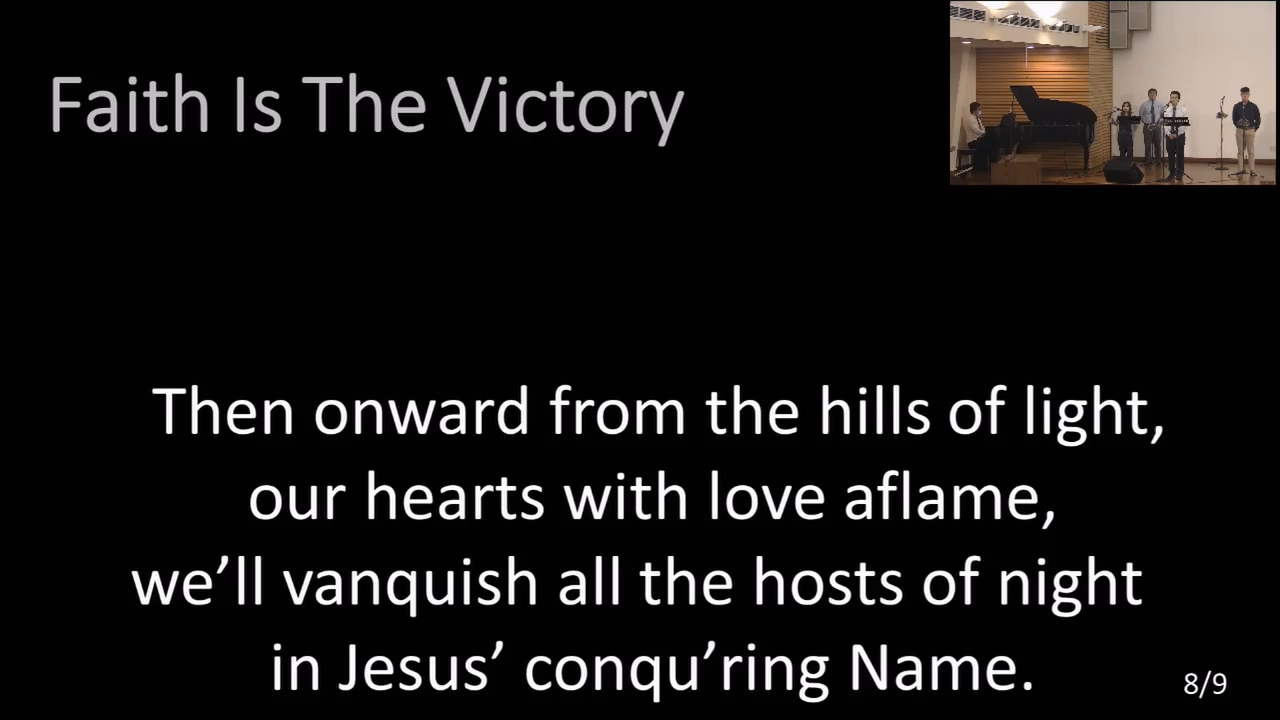 Faith Is The Victory
Then onward from the hills of light,
our hearts with love aflame,
we’ll vanquish all the hosts of night
in Jesus’ conqu’ring Name.
8/9